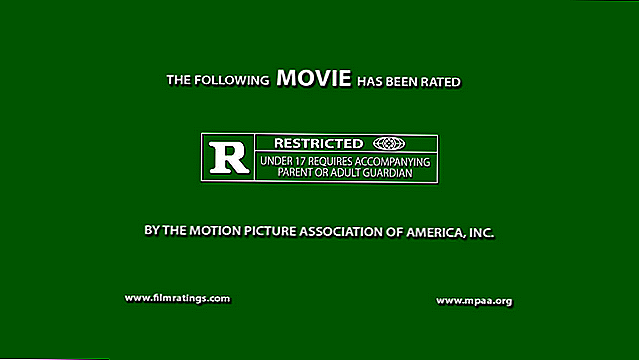 THE FOLLOWING MOVIE HAS BEEN RATED
R
RESTRICTED
UNDER 17 REQUIRES ACCOMPANYING
PARENT OR ADULT GUARDIAN
BY THE MOTION PICTURE ASSOCIATION OF AMERICA, INC.
www.filmratings.com www.mpaa.org